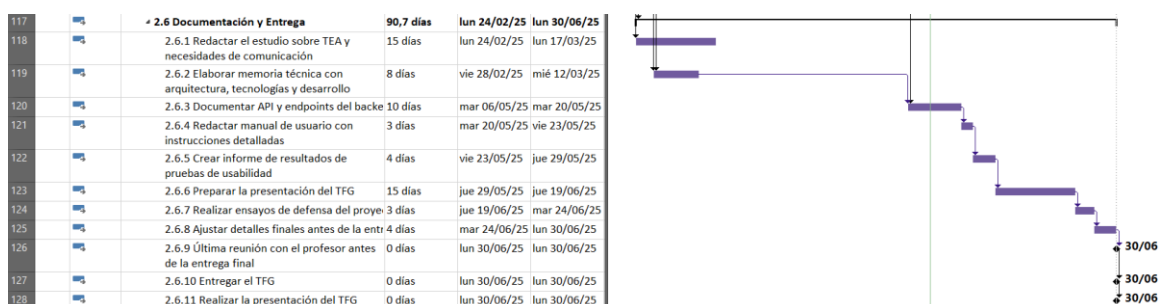 117 2.6 Documentación y Entrega 90,7 días lun 24/02/25 lun 30/06/25
118 2.6.1 Redactar el estudio sobre TEA y 15 días lun 24/02/25 lun 17/03/25
necesidades de comunicación
119 2.6.2 Elaborar memoria técnica con 8 días vie 28/02/25 mié 12/03/25
arquitectura, tecnologías y desarrollo
120 2.6.3 Documentar API y endpoints del backe 10 días mar 06/05/25 mar 20/05/25
121 2.6.4 Redactar manual de usuario con 3 días mar 20/05/25 vie 23/05/25
instrucciones detalladas
122 2.6.5 Crear informe de resultados de 4 días vie 23/05/25 jue 29/05/25
pruebas de usabilidad
123 2.6.6 Preparar la presentación del TFG 15 días jue 29/05/25 jue 19/06/25
124 2.6.7 Realizar ensayos de defensa del proye 3 días jue 19/06/25 mar 24/06/25
125 2.6.8 Ajustar detalles finales antes de la entr 4 días mar 24/06/25 lun 30/06/25
126 2.6.9 Última reunión con el profesor antes 0 días lun 30/06/25 lun 30/06/25 30/06
de la entrega final
127 2.6.10 Entregar el TFG 0 días lun 30/06/25 lun 30/06/25 30/06
128 2.6.11 Realizar la presentación del TFG 0 días lun 30/06/25 lun 30/06/25 30/06